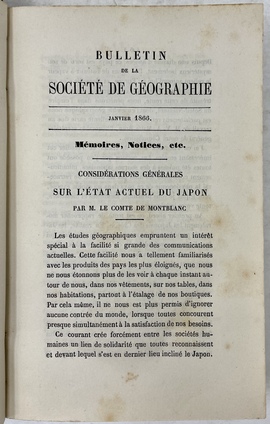 BULLETIN
DE LA
SOCIÉTÉ DE GÉOGRAPHIE
JANVIER 1866.
Mémoires, Notices, etc.
CONSIDÉRATIONS GÉNÉRALES
SUR L'ÉTAT ACTUEL DU JAPON
PAR M. LE COMTE DE MONTBLANC
Les études géographiques empruntent un intérêt
spécial à la facilité si grande des communications
actuelles. Cette facilité nous a tellement familiarisés
avec les produits des pays les plus éloignés, que nous
ne nous étonnons plus de les voir à chaque instant autour
de nous, dans nos vêtements, sur nos tables, dans
nos habitations, partout à l'étalage de nos boutiques.
Par cela même, il ne nous est plus permis d'ignorer
aucune contrée du monde, lorsque toutes concourent
presque simultanément à la satisfaction de nos besoins.
Ce courant crée forcément entre les sociétés humaines
un lien de solidarité que toutes reconnaissent
et devant lequel s'est en dernier lieu incliné le Japon.